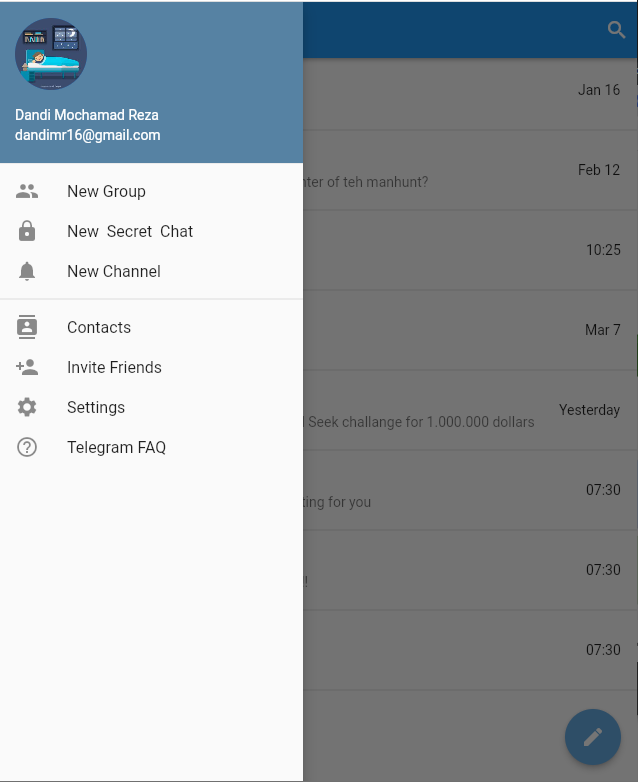 Dandi Mochamad Reza
dandimr16@gmail.com
New Group
New  Secret  Chat
New Channel
Contacts
Invite Friends
Settings
Telegram FAQ
Jan 16
Feb 12
of teh manhunt?
10:25
Mar 7
Yesterday
Seek challange for 1.000.000 dollars
07:30
for you
07:30
!!
07:30